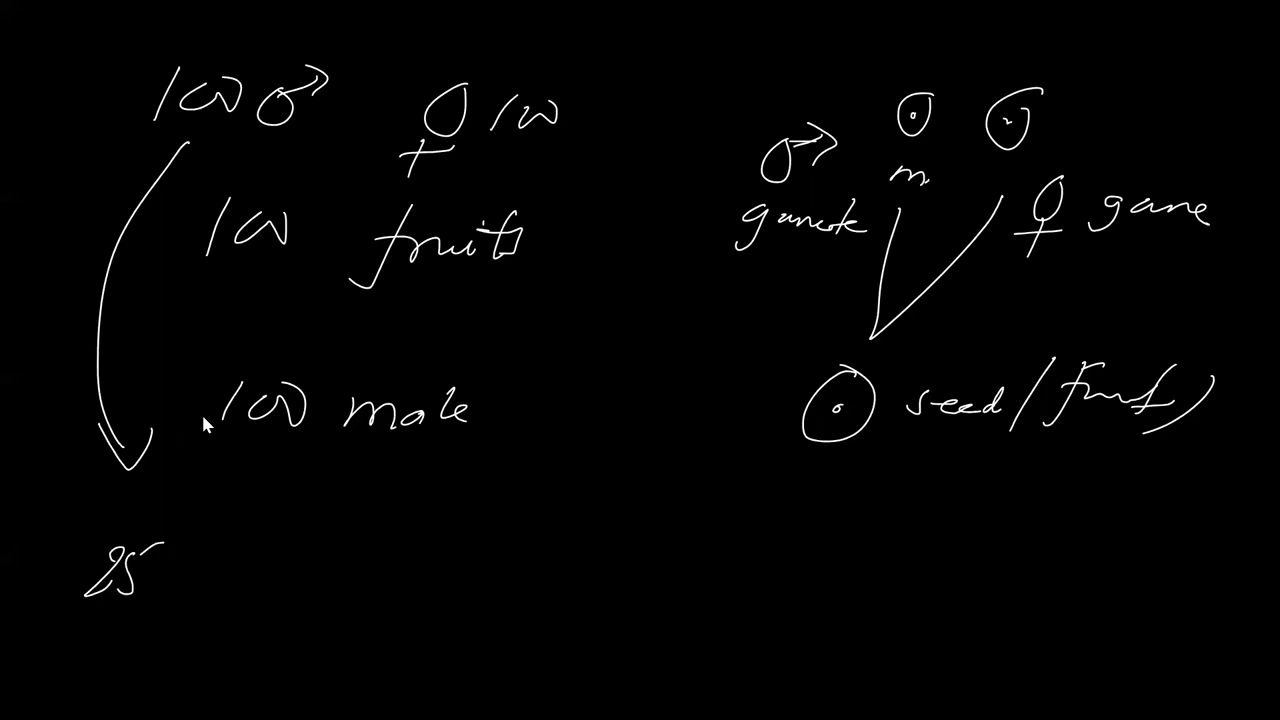 100 ♂ ♀ 100
100 fruits
100 male
25
♂ m
gamete ♀ game
seed / fruit )